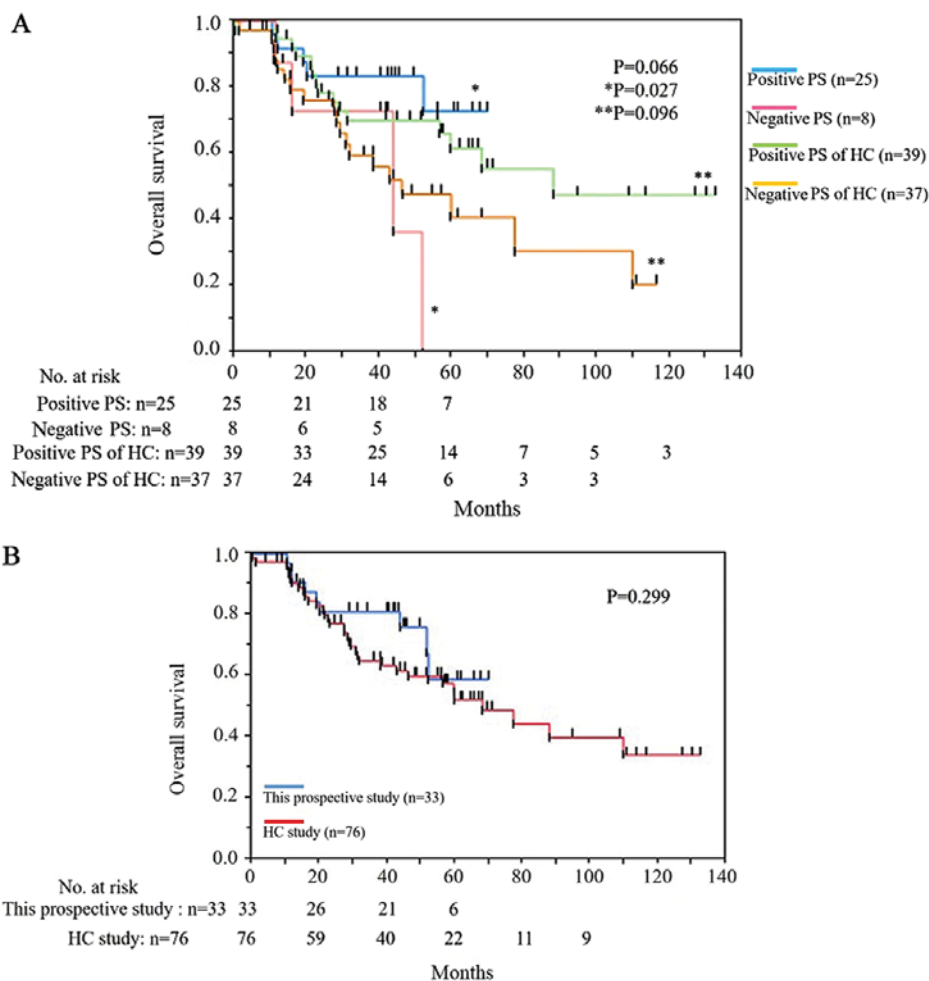 A
1.0
0.8
0.6
0.4
0.2
0.0
Overall survival
P=0.066
*P=0.027
**P=0.096
*
**
**
*
Positive PS (n=25)
Negative PS (n=8)
Positive PS of HC (n=39)
Negative PS of HC (n=37)
0 20 40 60 80 100 120 140
No. at risk
Positive PS: n=25 25 21 18 7
Negative PS: n=8 8 6 5
Positive PS of HC: n=39 39 33 25 14 7 5 3
Negative PS of HC: n=37 37 24 14 6 3 3
Months
B
1.0
0.8
0.6
0.4
0.2
0.0
Overall survival
P=0.299
This prospective study (n=33)
HC study (n=76)
0 20 40 60 80 100 120 140
No. at risk
This prospective study : n=33 33 26 21 6
HC study: n=76 76 59 40 22 11 9
Months